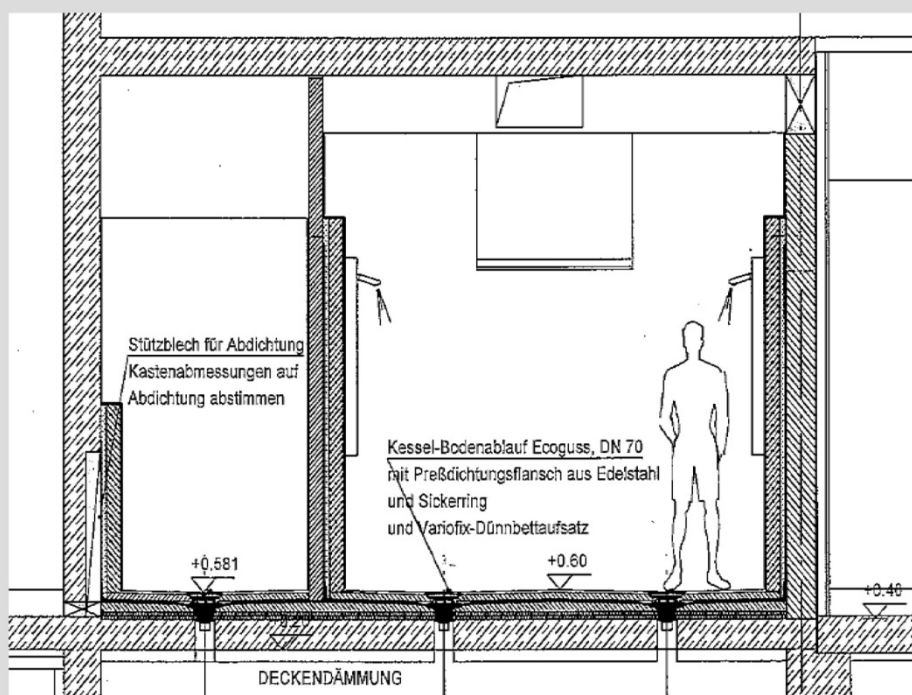 Stützblech für Abdichtung
Kastenabmessungen auf
Abdichtung abstimmen
Kessel-Bodenablauf Ecoguss, DN 70
mit Preßdichtungsflansch aus Edelstahl
und Sickerring
und Variofix-Dünnbettaufsatz
+0.581
+0.60
+0.40
DECKENDÄMMUNG